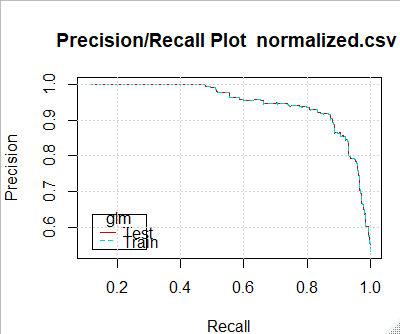 Precision/Recall Plot normalized.csv
Precision
1.0
0.9
0.8
0.7
0.6
glm
Test
Train
0.2 0.4 0.6 0.8 1.0
Recall